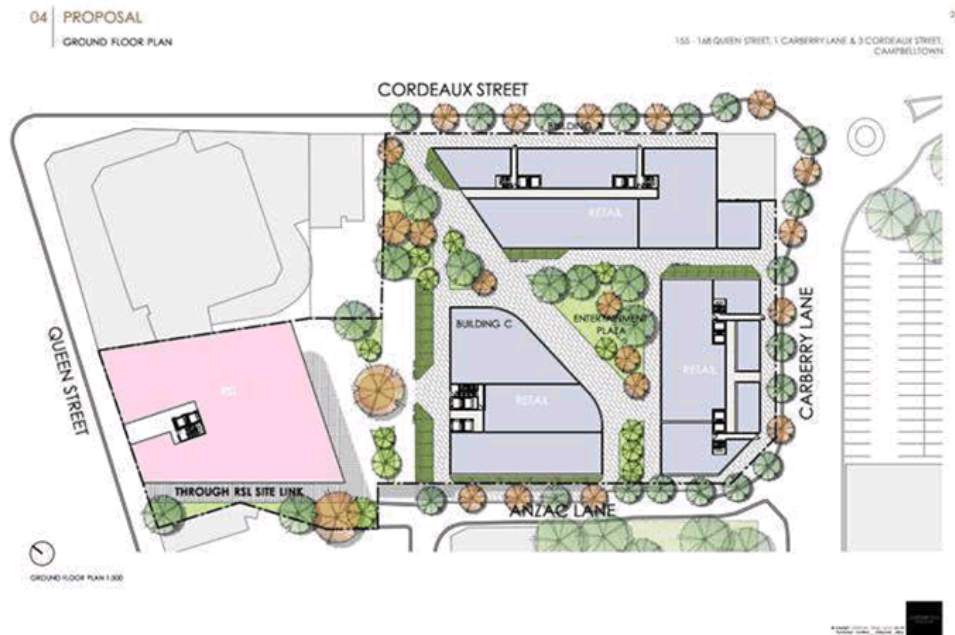 04 PROPOSAL
GROUND FLOOR PLAN
155 - 168 QUEEN STREET, 1 CARBERRY LANE & 3 CORDEAUX STREET,
CAMPBELLTOWN
CORDEAUX STREET
BUILDING
RETAIL
QUEEN STREET
BUILDING C
ENTERTAINMENT
PLAZA
CARBERRY LANE
RSL
RETAIL
RETAIL
THROUGH RSL SITE LINK
ANZAC LANE
GROUND FLOOR PLAN 1:500